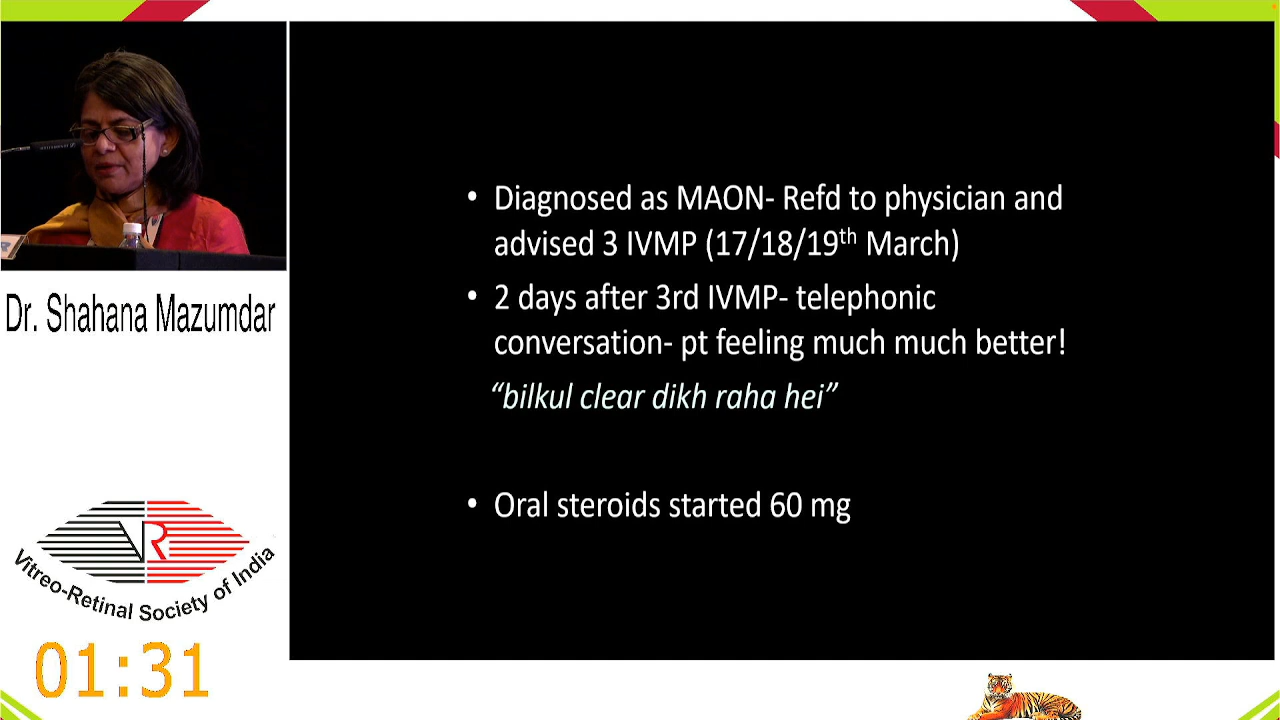 Dr. Shahana Mazumdar
VR
Vitreo-Retinal Society of India
01:31
• Diagnosed as MAON- Refd to physician and
advised 3 IVMP (17/18/19th March)
• 2 days after 3rd IVMP- telephonic
conversation- pt feeling much much better!
“bilkul clear dikh raha hei”
• Oral steroids started 60 mg